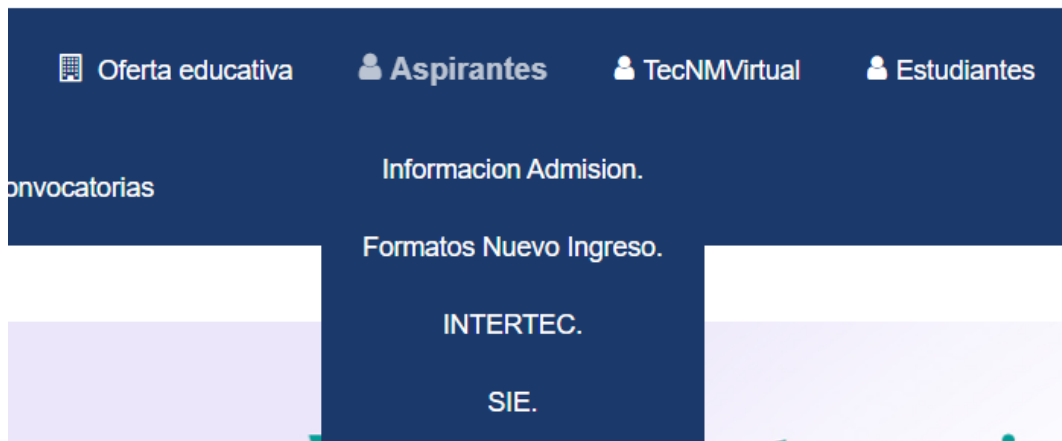 Oferta educativa
Aspirantes
TecNMVirtual
Estudiantes
Informacion Admision.
onvocatorias
Formatos Nuevo Ingreso.
INTERTEC.
SIE.